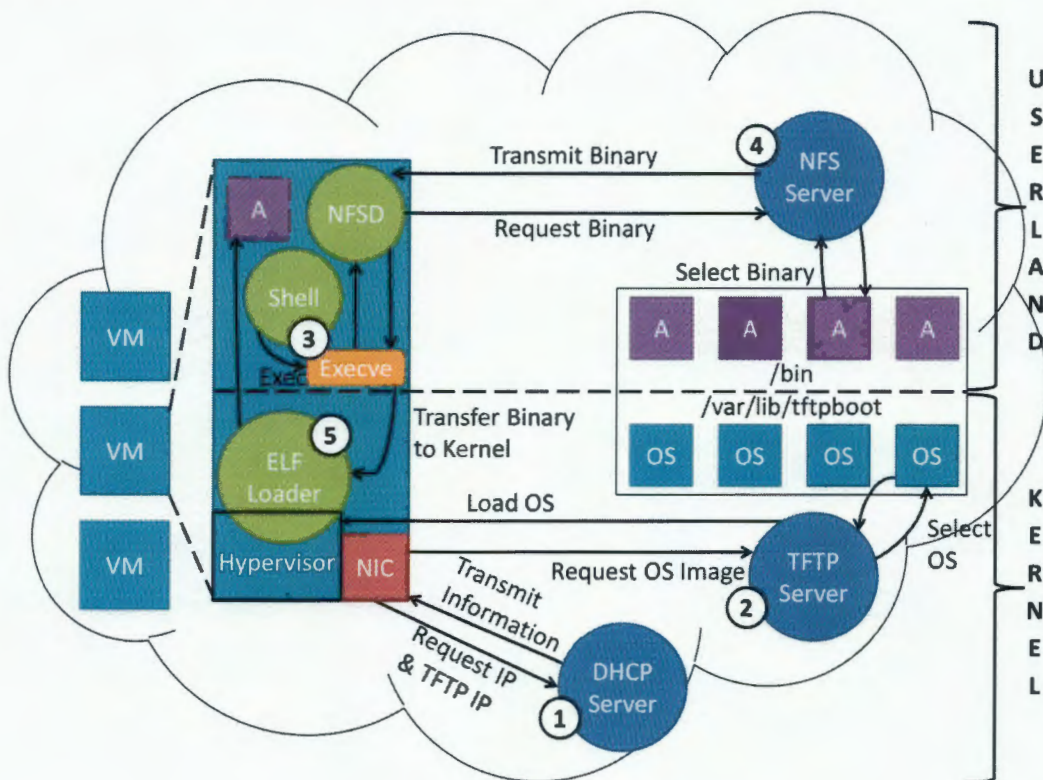 4
NFS
Server
Transmit Binary
Request Binary
Select Binary
A
NFSD
Shell
3
Execve
Exec
A
A
A
A
/bin
/var/lib/tftpboot
OS
OS
OS
OS
VM
VM
VM
5
ELF
Loader
Transfer Binary
to Kernel
Load OS
Hypervisor
NIC
Request OS Image
Select
OS
TFTP
Server
2
Transmit
Information
Request IP
& TFTP IP
DHCP
Server
1
USERLAND
KERNEL